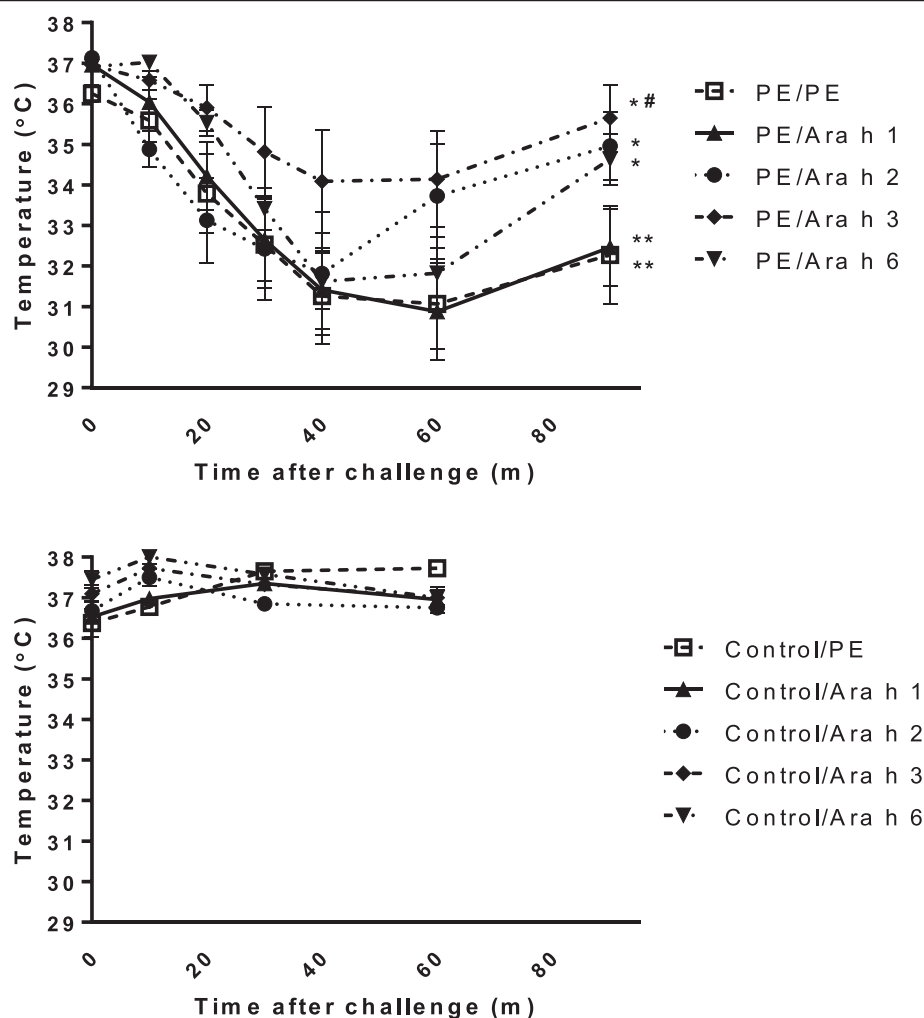 38
37
36
35
34
33
32
31
30
29
Temperature (°C)
0
20
40
60
80
Time after challenge (m)
* #
*
*
**
**
PE/PE
PE/Ara h 1
PE/Ara h 2
PE/Ara h 3
PE/Ara h 6
38
37
36
35
34
33
32
31
30
29
Temperature (°C)
0
20
40
60
80
Time after challenge (m)
Control/PE
Control/Ara h 1
Control/Ara h 2
Control/Ara h 3
Control/Ara h 6